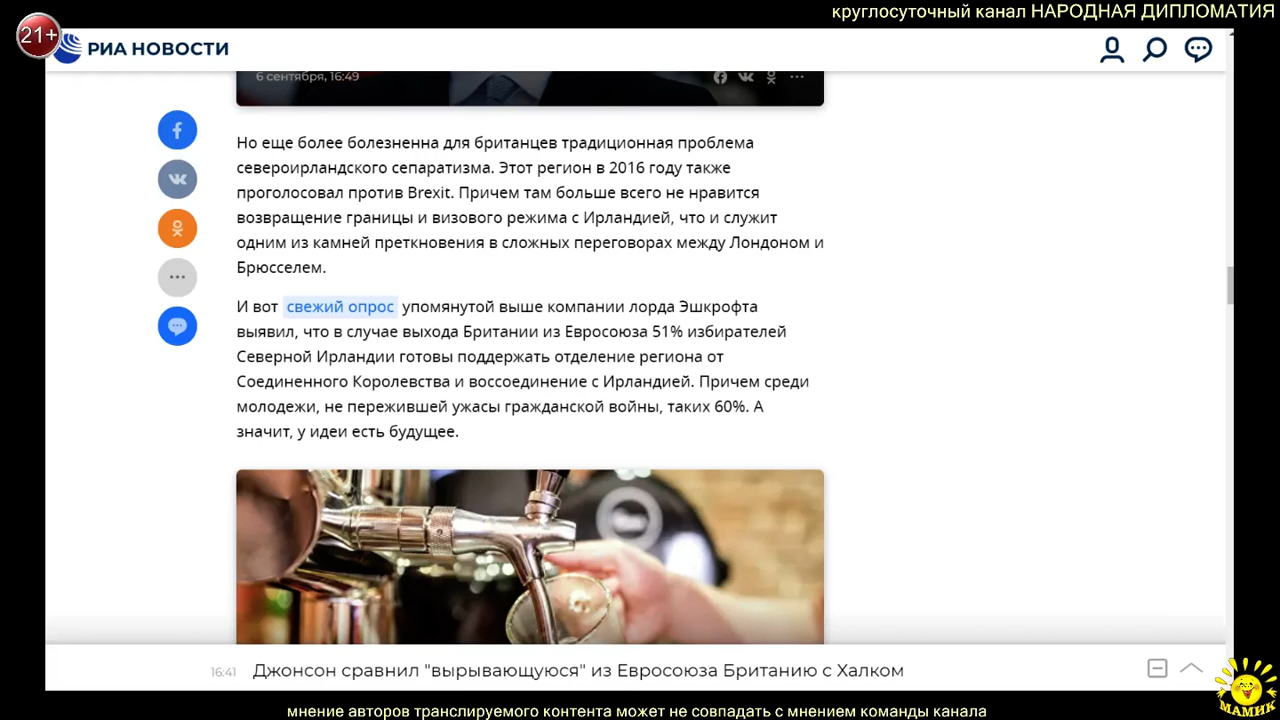 круглосуточный канал НАРОДНАЯ ДИПЛОМАТИЯ
21+
РИА НОВОСТИ
6 сентября, 16:49
Но еще более болезненна для британцев традиционная проблема
североирландского сепаратизма. Этот регион в 2016 году также
проголосовал против Brexit. Причем там больше всего не нравится
возвращение границы и визового режима с Ирландией, что и служит
одним из камней преткновения в сложных переговорах между Лондоном и
Брюсселем.
И вот свежий опрос упомянутой выше компании лорда Эшкрофта
выявил, что в случае выхода Британии из Евросоюза 51% избирателей
Северной Ирландии готовы поддержать отделение региона от
Соединенного Королевства и воссоединение с Ирландией. Причем среди
молодежи, не пережившей ужасы гражданской войны, таких 60%. А
значит, у идеи есть будущее.
16:41 Джонсон сравнил "вырывающуюся" из Евросоюза Британию с Халком
МАМИК
мнение авторов транслируемого контента может не совпадать с мнением команды канала